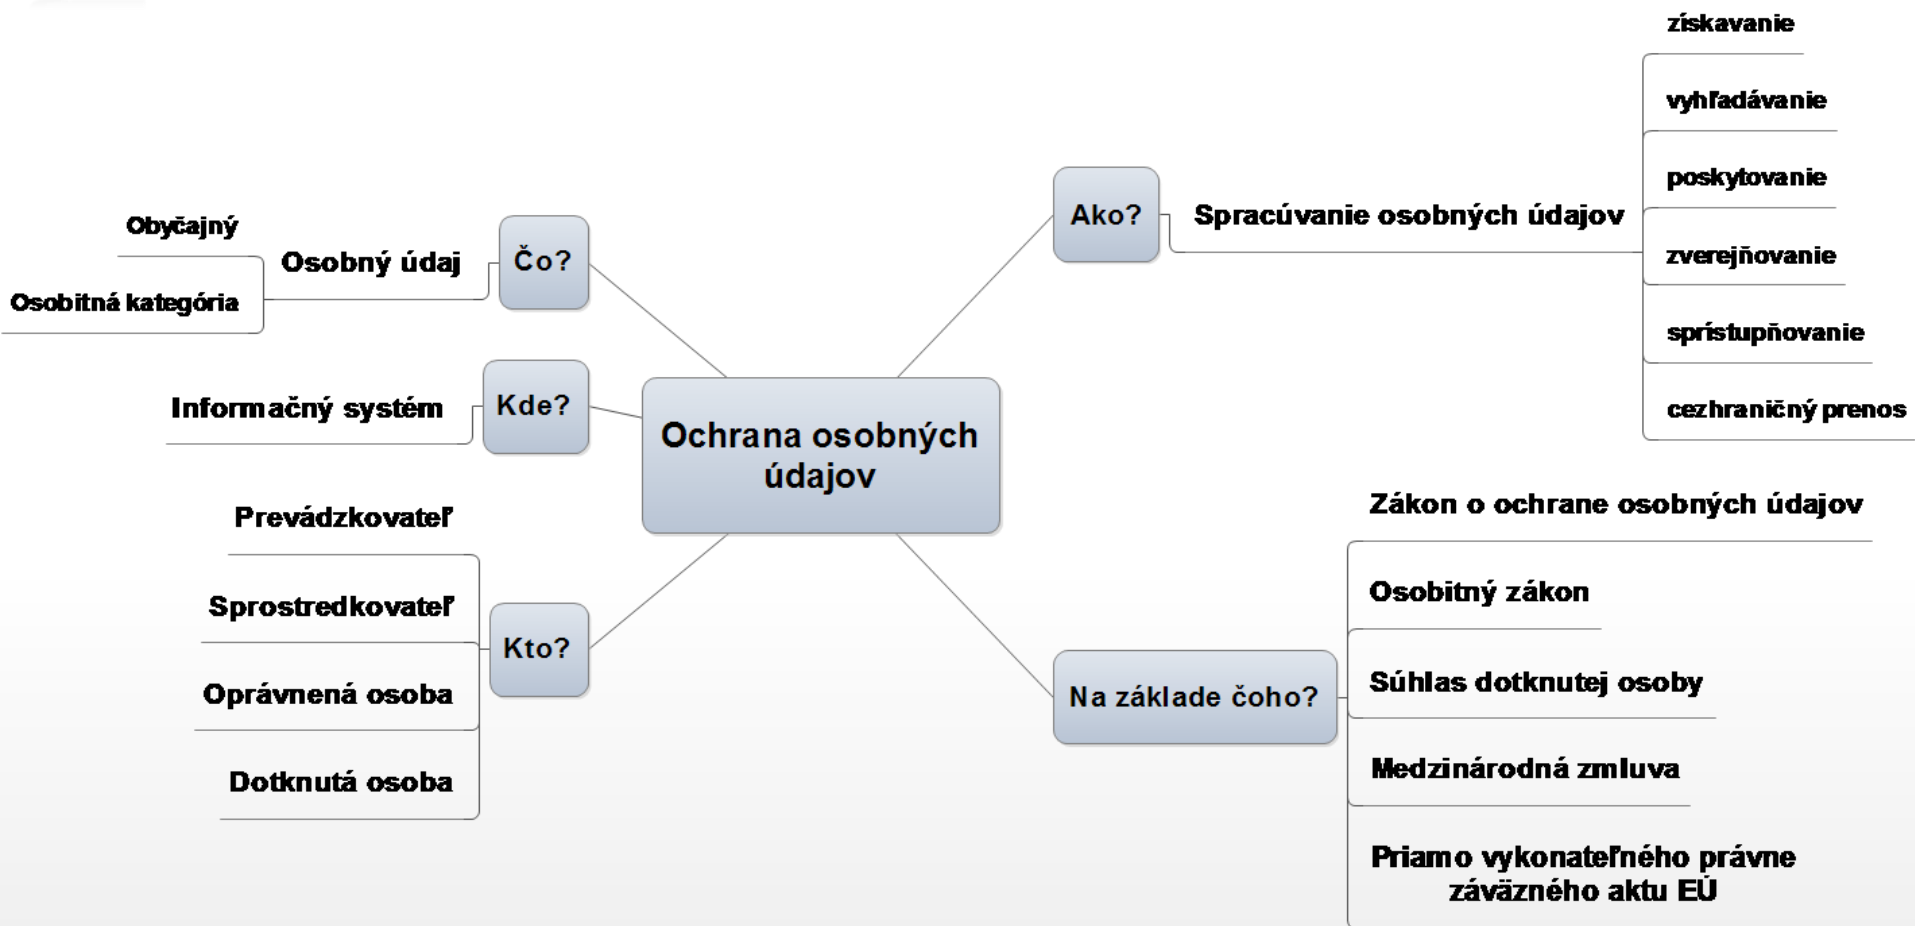 získavanie
vyhľadávanie
poskytovanie
zverejňovanie
sprístupňovanie
cezhraničný prenos
Ako?
Spracúvanie osobných údajov
Obyčajný
Osobitná kategória
Osobný údaj
Čo?
Informačný systém
Kde?
Ochrana osobných
údajov
Prevádzkovateľ
Sprostredkovateľ
Oprávnená osoba
Dotknutá osoba
Kto?
Na základe čoho?
Zákon o ochrane osobných údajov
Osobitný zákon
Súhlas dotknutej osoby
Medzinárodná zmluva
Priamo vykonateľného právne
záväzného aktu EÚ